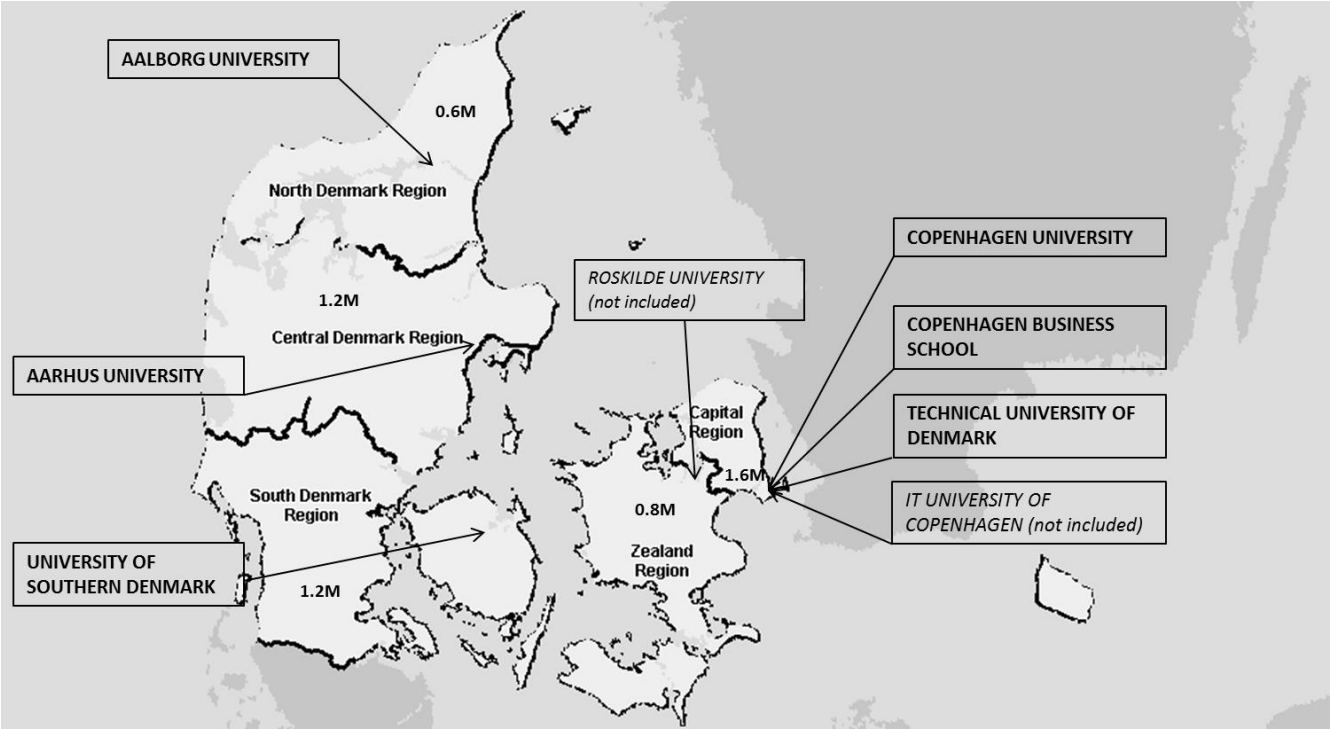 AALBORG UNIVERSITY
0.6M
North Denmark Region
COPENHAGEN UNIVERSITY
ROSKILDE UNIVERSITY
(not included)
1.2M
Central Denmark Region
COPENHAGEN BUSINESS
SCHOOL
AARHUS UNIVERSITY
Capital
Region
TECHNICAL UNIVERSITY OF
DENMARK
1.6M
South Denmark
Region
0.8M
IT UNIVERSITY OF
COPENHAGEN (not included)
Zealand
Region
UNIVERSITY OF
SOUTHERN DENMARK
1.2M